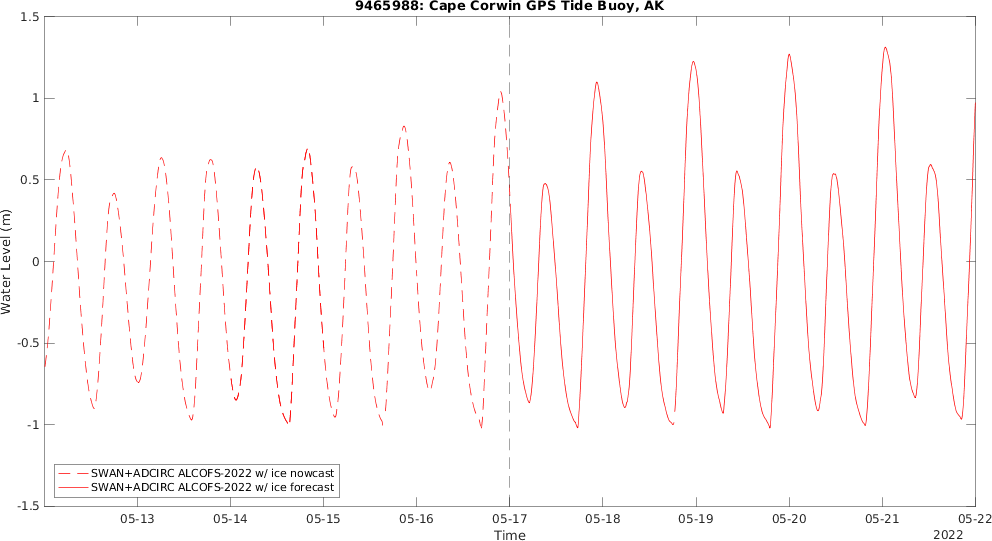 9465988: Cape Corwin GPS Tide Buoy, AK
1.5
1
0.5
0
-0.5
-1
-1.5
Water Level (m)
SWAN+ADCIRC ALCOFS-2022 w/ ice nowcast
SWAN+ADCIRC ALCOFS-2022 w/ ice forecast
05-13 05-14 05-15 05-16 05-17 05-18 05-19 05-20 05-21 05-22
Time
2022